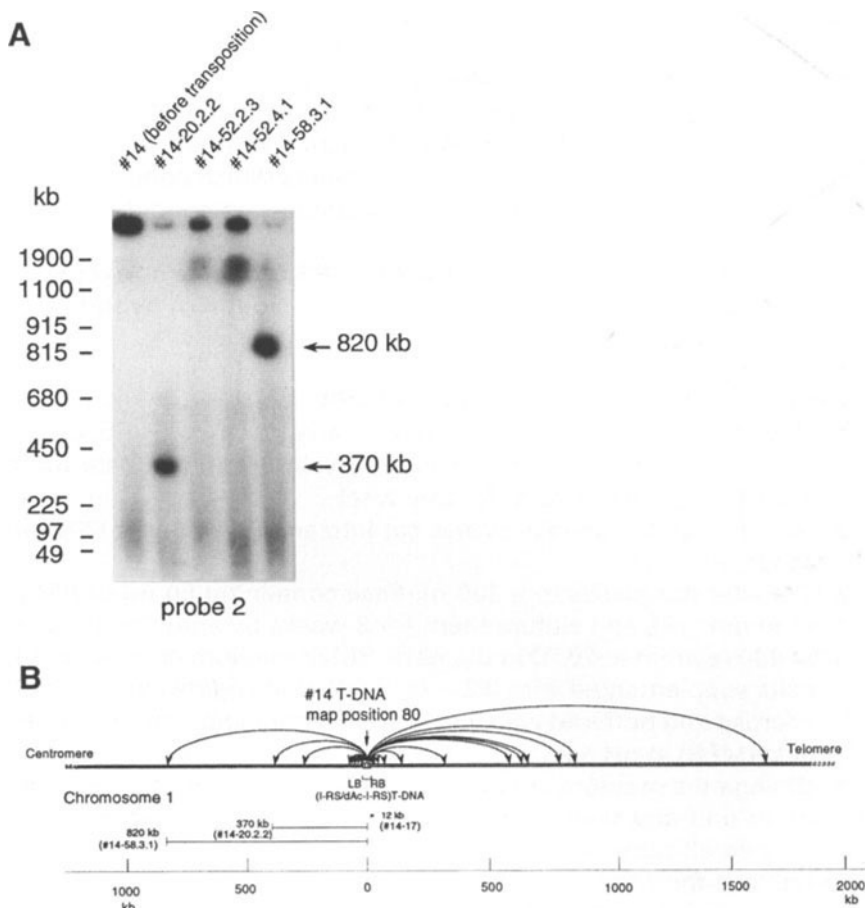 A
#14 (before transposition)
#14-20.2.2
#14-52.2.3
#14-52.4.1
#14-58.3.1
kb
1900
1100
915
815
680
450
225
97
49
820 kb
370 kb
probe 2
B
#14 T-DNA
map position 80
Centromere
Telomere
LB RB
(I-RS/dAc-I-RS)T-DNA
Chromosome 1
12 kb
(#14-17)
370 kb
(#14-20.2.2)
820 kb
(#14-58.3.1)
1000 500 0 500 1000 1500 2000
kb kb